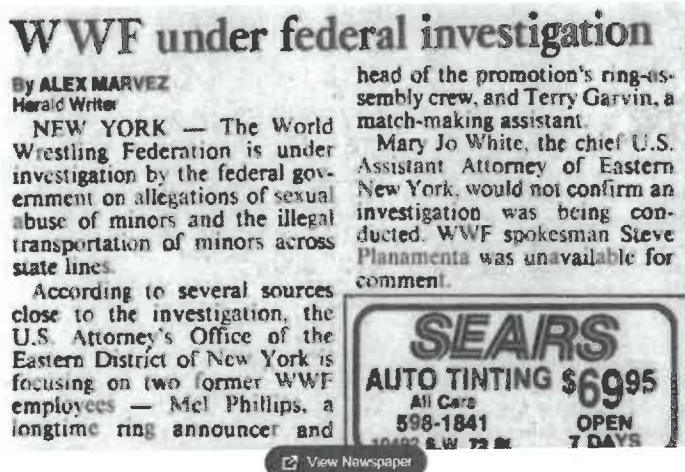 WWF under federal investigation
By ALEX MARVEZ
Herald Writer
NEW YORK — The World
Wrestling Federation is under
investigation by the federal gov-
ernment on allegations of sexual
abuse of minors and the illegal
transportation of minors across
state lines.
According to several sources
close to the investigation, the
U.S. Attorney's Office of the
Eastern District of New York is
focusing on two former WWF
employees — Mel Phillips, a
longtime ring announcer and
head of the promotion's ring-as-
sembly crew, and Terry Garvin, a
match-making assistant.
Mary Jo White, the chief U.S.
Assistant Attorney of Eastern
New York, would not confirm an
investigation was being con-
ducted. WWF spokesman Steve
Planamenta was unavailable for
comment.
SEARS
AUTO TINTING $6995
All Cars
598-1841
OPEN
S.W. 72 St
7 DAYS
View Newspaper